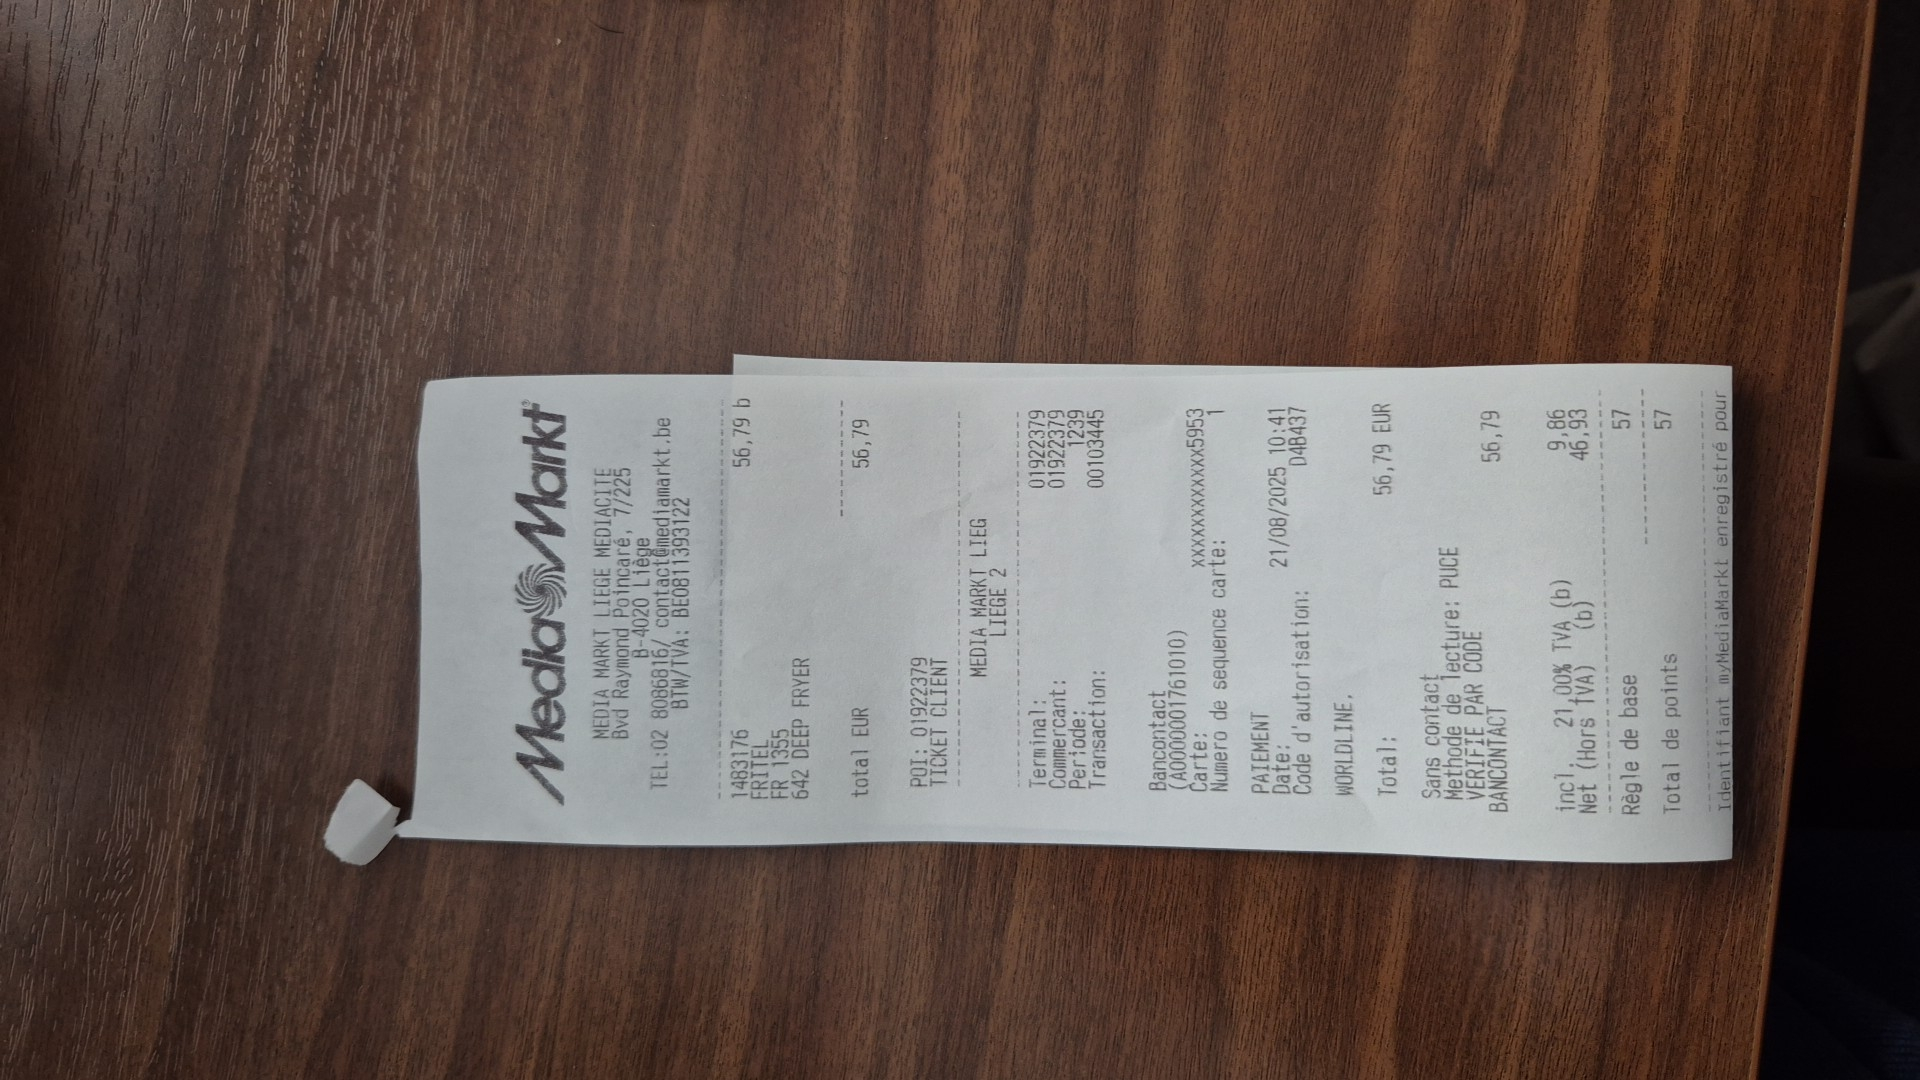 MediaMarkt®
MEDIA MARKT LIEGE MEDIACITE
Bvd Raymond Poincaré, 7/225
B-4020 Liège
TEL:02 8086816/ contact@mediamarkt.be
BTW/TVA: BE0811393122
1483176 56,79 b
FRITEL
FR 1355
642 DEEP FRYER
total EUR 56,79
POI: 01922379
TICKET CLIENT
MEDIA MARKT LIEG
LIEGE 2
Terminal: 01922379
Commercant: 01922379
Periode: 1239
Transaction: 00103445
Bancontact
(A0000001761010)
Carte: xxxxxxxxxxxxx5953
Numero de sequence carte: 1
PAIEMENT
Date: 21/08/2025 10:41
Code d'autorisation: D4B437
WORLDLINE.
Total: 56,79 EUR
Sans contact
Methode de lecture: PUCE
VERIFIE PAR CODE
BANCONTACT 56,79
incl. 21,00% TVA (b) 9,86
Net (Hors TVA) (b) 46,93
Règle de base 57
Total de points 57
Identifiant myMediaMarkt enregistré pour